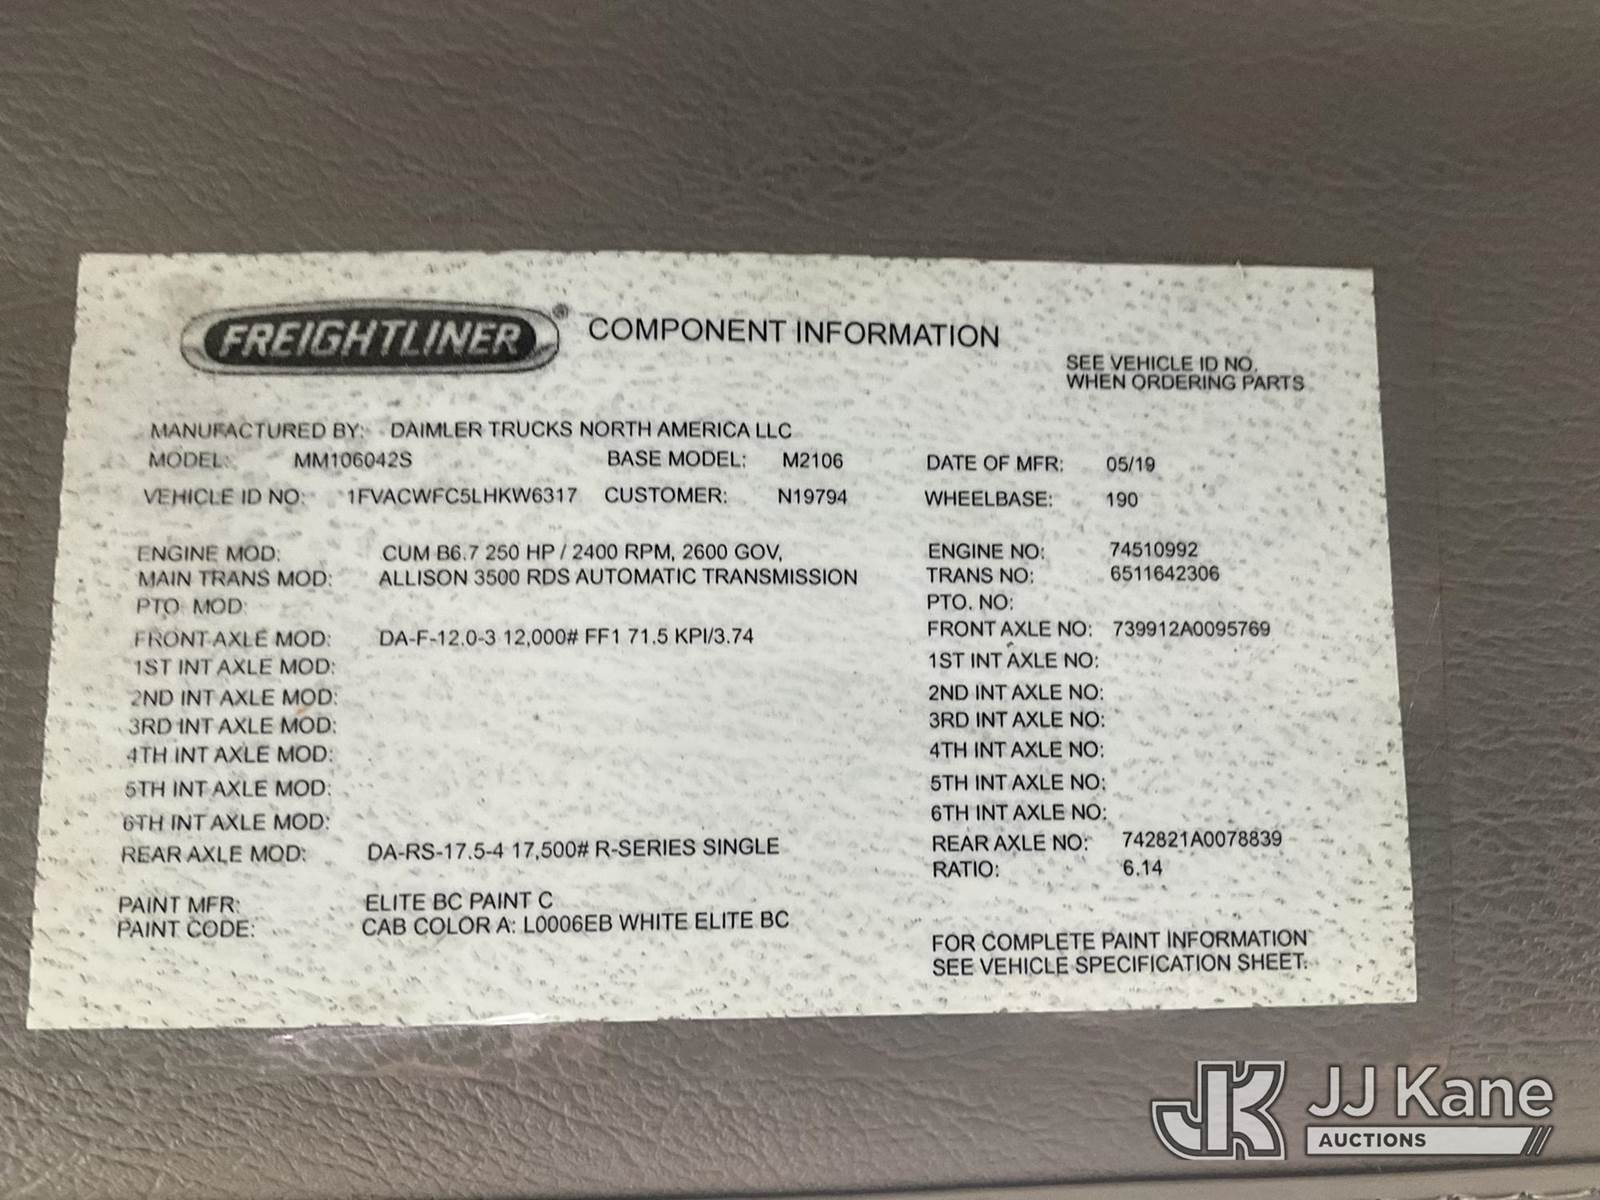 FREIGHTLINER® COMPONENT INFORMATION
SEE VEHICLE ID NO.
WHEN ORDERING PARTS
MANUFACTURED BY: DAIMLER TRUCKS NORTH AMERICA LLC
MODEL: MM106042S BASE MODEL: M2106 DATE OF MFR: 05/19
VEHICLE ID NO: 1FVACWFC5LHKW6317 CUSTOMER: N19794 WHEELBASE: 190
ENGINE MOD: CUM B6.7 250 HP / 2400 RPM, 2600 GOV, ENGINE NO: 74510992
MAIN TRANS MOD: ALLISON 3500 RDS AUTOMATIC TRANSMISSION TRANS NO: 6511642306
PTO. MOD: PTO. NO:
FRONT AXLE MOD: DA-F-12.0-3 12,000# FF1 71.5 KPI/3.74 FRONT AXLE NO: 739912A0095769
1ST INT AXLE MOD: 1ST INT AXLE NO:
2ND INT AXLE MOD: 2ND INT AXLE NO:
3RD INT AXLE MOD: 3RD INT AXLE NO:
4TH INT AXLE MOD: 4TH INT AXLE NO:
5TH INT AXLE MOD: 5TH INT AXLE NO:
6TH INT AXLE MOD: 6TH INT AXLE NO:
REAR AXLE MOD: DA-RS-17.5-4 17,500# R-SERIES SINGLE REAR AXLE NO: 742821A0078839
RATIO: 6.14
PAINT MFR: ELITE BC PAINT C
PAINT CODE: CAB COLOR A: L0006EB WHITE ELITE BC
FOR COMPLETE PAINT INFORMATION
SEE VEHICLE SPECIFICATION SHEET.
JK JJ Kane
AUCTIONS